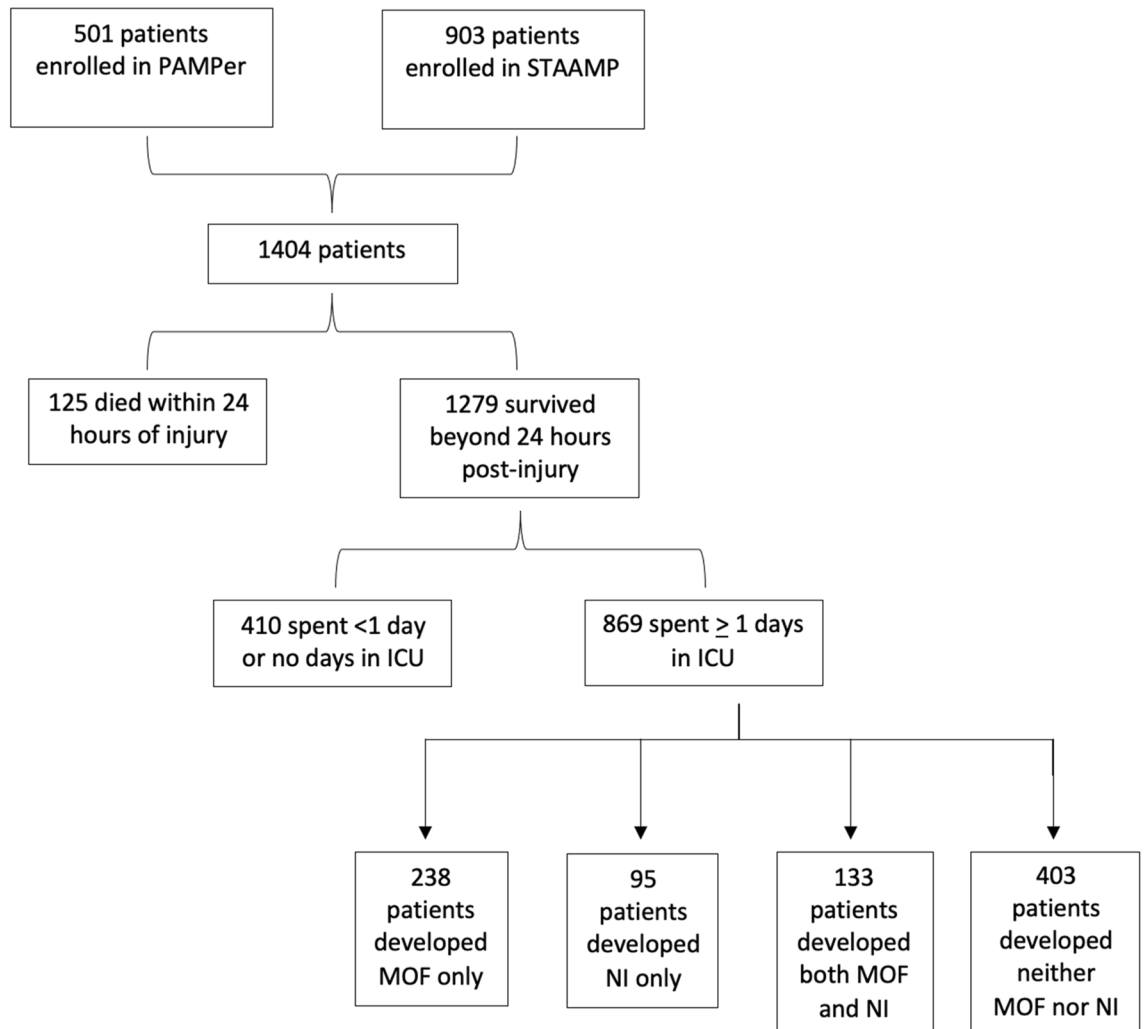 501 patients
enrolled in PAMPer
903 patients
enrolled in STAAMP
1404 patients
125 died within 24
hours of injury
1279 survived
beyond 24 hours
post-injury
410 spent <1 day
or no days in ICU
869 spent ≥ 1 days
in ICU
238
patients
developed
MOF only
95
patients
developed
NI only
133
patients
developed
both MOF
and NI
403
patients
developed
neither
MOF nor NI